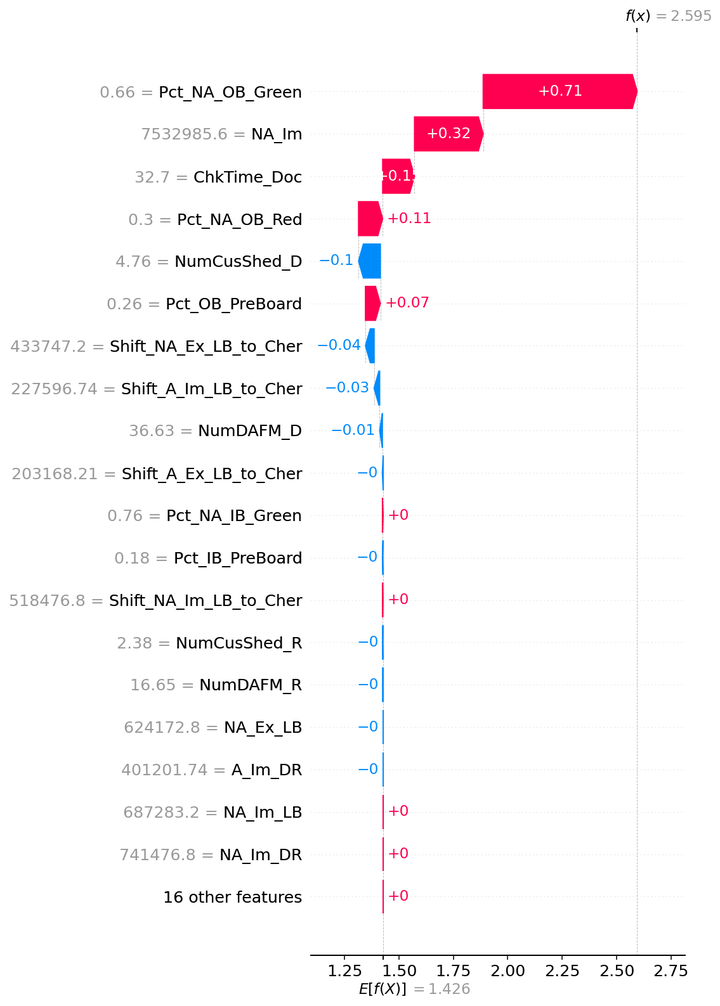 f(x) = 2.595
0.66 = Pct_NA_OB_Green +0.71
7532985.6 = NA_Im +0.32
32.7 = ChkTime_Doc +0.1
0.3 = Pct_NA_OB_Red +0.11
4.76 = NumCusShed_D −0.1
0.26 = Pct_OB_PreBoard +0.07
433747.2 = Shift_NA_Ex_LB_to_Cher −0.04
227596.74 = Shift_A_Im_LB_to_Cher −0.03
36.63 = NumDAFM_D −0.01
203168.21 = Shift_A_Ex_LB_to_Cher −0
0.76 = Pct_NA_IB_Green +0
0.18 = Pct_IB_PreBoard −0
518476.8 = Shift_NA_Im_LB_to_Cher +0
2.38 = NumCusShed_R −0
16.65 = NumDAFM_R −0
624172.8 = NA_Ex_LB −0
401201.74 = A_Im_DR −0
687283.2 = NA_Im_LB +0
741476.8 = NA_Im_DR +0
16 other features +0
1.25 1.50 1.75 2.00 2.25 2.50 2.75
E[f(X)] = 1.426